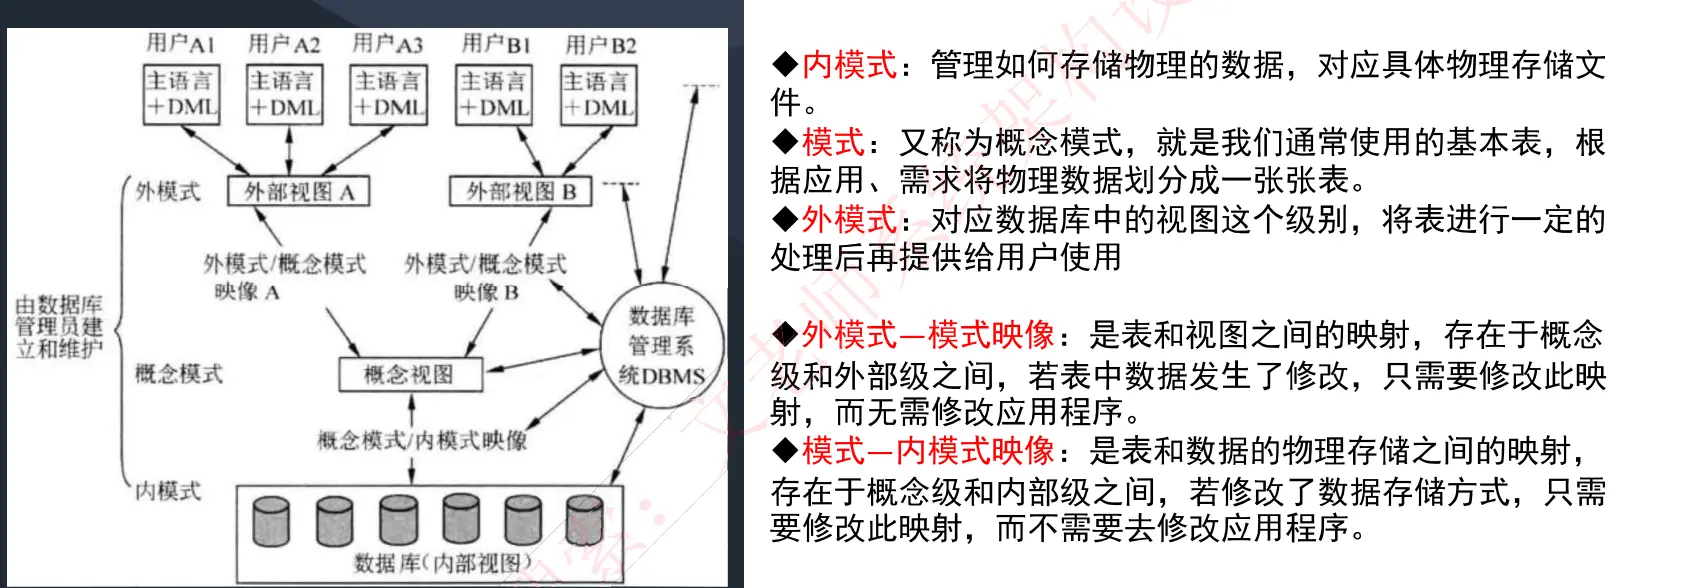 用户A1 用户A2 用户A3 用户B1 用户B2
主语言 主语言 主语言 主语言 主语言
+DML +DML +DML +DML +DML
外模式 外部视图 A 外部视图 B
外模式/概念模式 外模式/概念模式
映像 A 映像 B
由数据库
管理员建
立和维护
数据库
管理系
统DBMS
概念模式 概念视图
概念模式/内模式映像
内模式
数据库(内部视图)
◆内模式：管理如何存储物理的数据，对应具体物理存储文
件。
◆模式：又称为概念模式，就是我们通常使用的基本表，根
据应用、需求将物理数据划分成一张张表。
◆外模式：对应数据库中的视图这个级别，将表进行一定的
处理后再提供给用户使用
◆外模式—模式映像：是表和视图之间的映射，存在于概念
级和外部级之间，若表中数据发生了修改，只需要修改此映
射，而无需修改应用程序。
◆模式—内模式映像：是表和数据的物理存储之间的映射，
存在于概念级和内部级之间，若修改了数据存储方式，只需
要修改此映射，而不需要去修改应用程序。